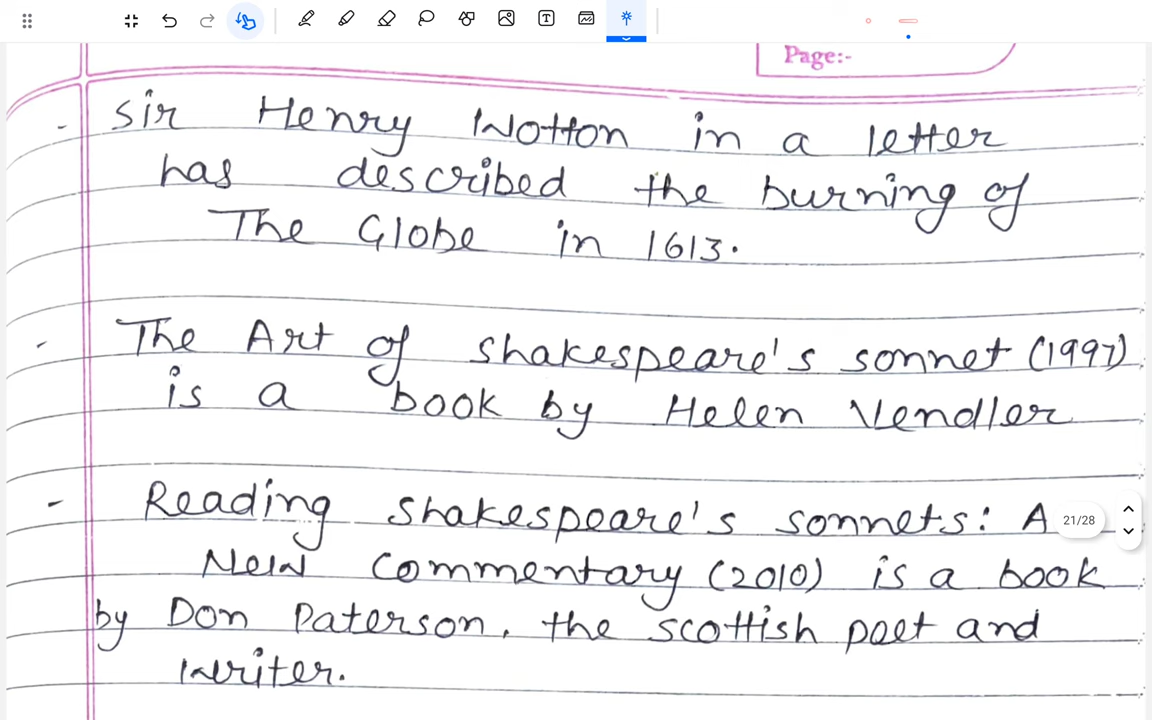 Page:-
- Sir Henry Wotton in a letter
has described the burning of
The Globe in 1613.
- The Art of Shakespeare's sonnet (1997)
is a book by Helen Vendler
- Reading Shakespeare's sonnets: A
21/28
New Commentary (2010) is a book
by Don Paterson, the scottish poet and
writer.